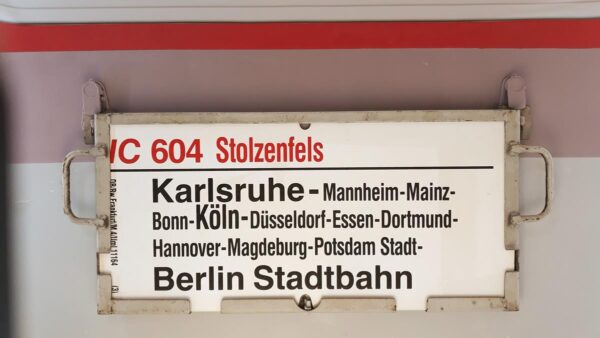 IC 604 Stolzenfels
Karlsruhe-Mannheim-Mainz-
Bonn-Köln-Düsseldorf-Essen-Dortmund-
Hannover-Magdeburg-Potsdam Stadt-
Berlin Stadtbahn